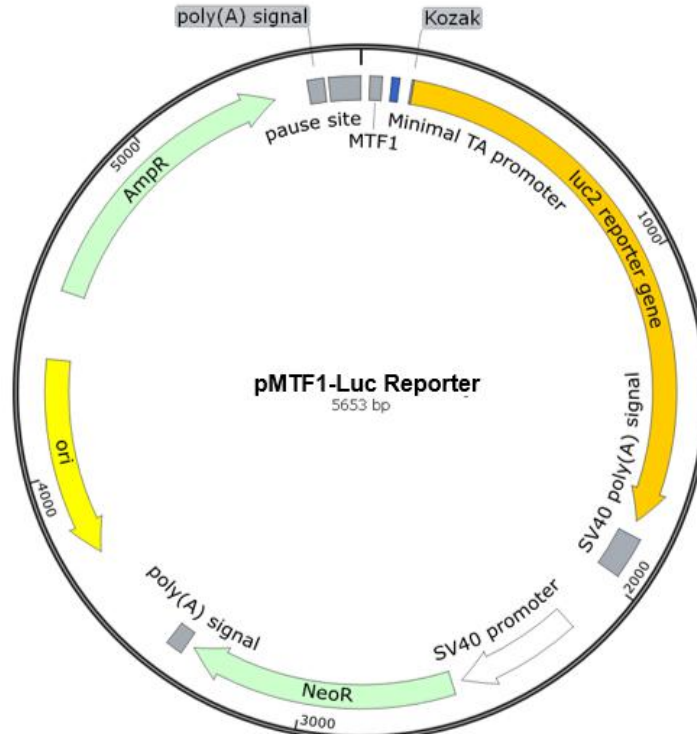 poly(A) signal
Kozak
pause site
MTF1
Minimal TA promoter
luc2 reporter gene
1000
SV40 poly(A) signal
2000
SV40 promoter
3000
NeoR
poly(A) signal
4000
ori
AmpR
5000
pMTF1-Luc Reporter
5653 bp